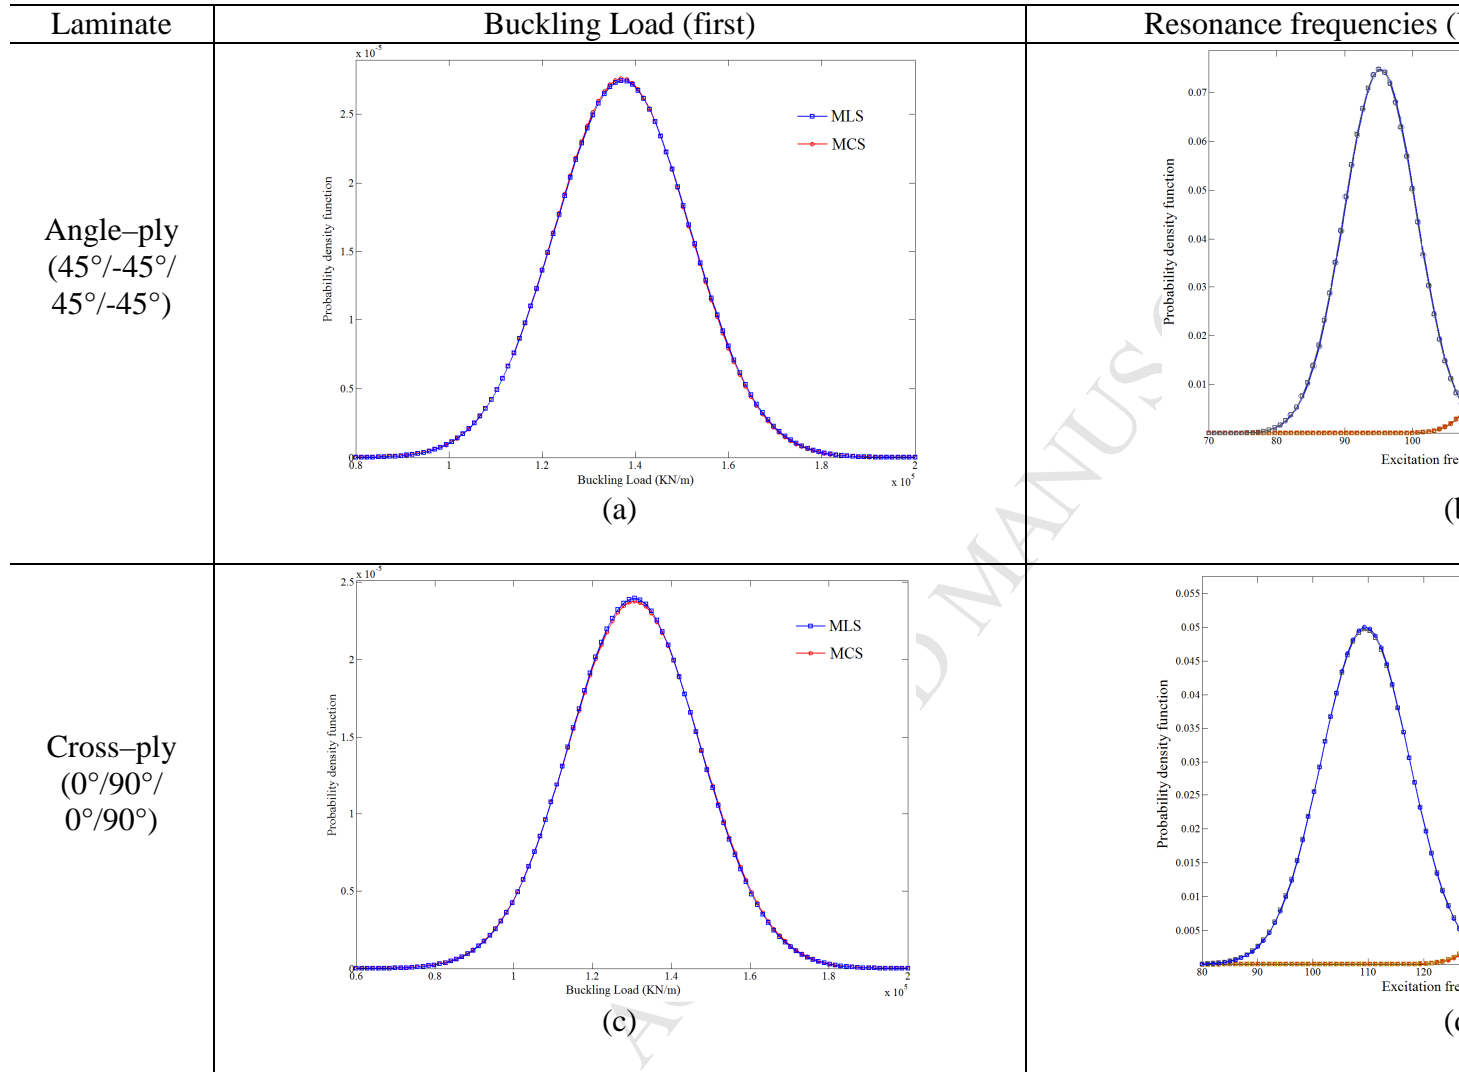 Laminate
Buckling Load (first)
Resonance frequencies (
Angle–ply
(45°/-45°/
45°/-45°)
x 10⁻⁵
2.5
2
1.5
1
0.5
0
0.8
1
1.2
1.4
1.6
1.8
2
x 10⁵
Probability density function
Buckling Load (KN/m)
MLS
MCS
(a)
0.07
0.06
0.05
0.04
0.03
0.02
0.01
70
80
90
100
Probability density function
Excitation fre
(b
Cross–ply
(0°/90°/
0°/90°)
x 10⁻⁵
2.5
2
1.5
1
0.5
0
0.6
0.8
1
1.2
1.4
1.6
1.8
2
x 10⁵
Probability density function
Buckling Load (KN/m)
MLS
MCS
(c)
0.055
0.05
0.045
0.04
0.035
0.03
0.025
0.02
0.015
0.01
0.005
80
90
100
110
120
Probability density function
Excitation fre
(d
D MANUS